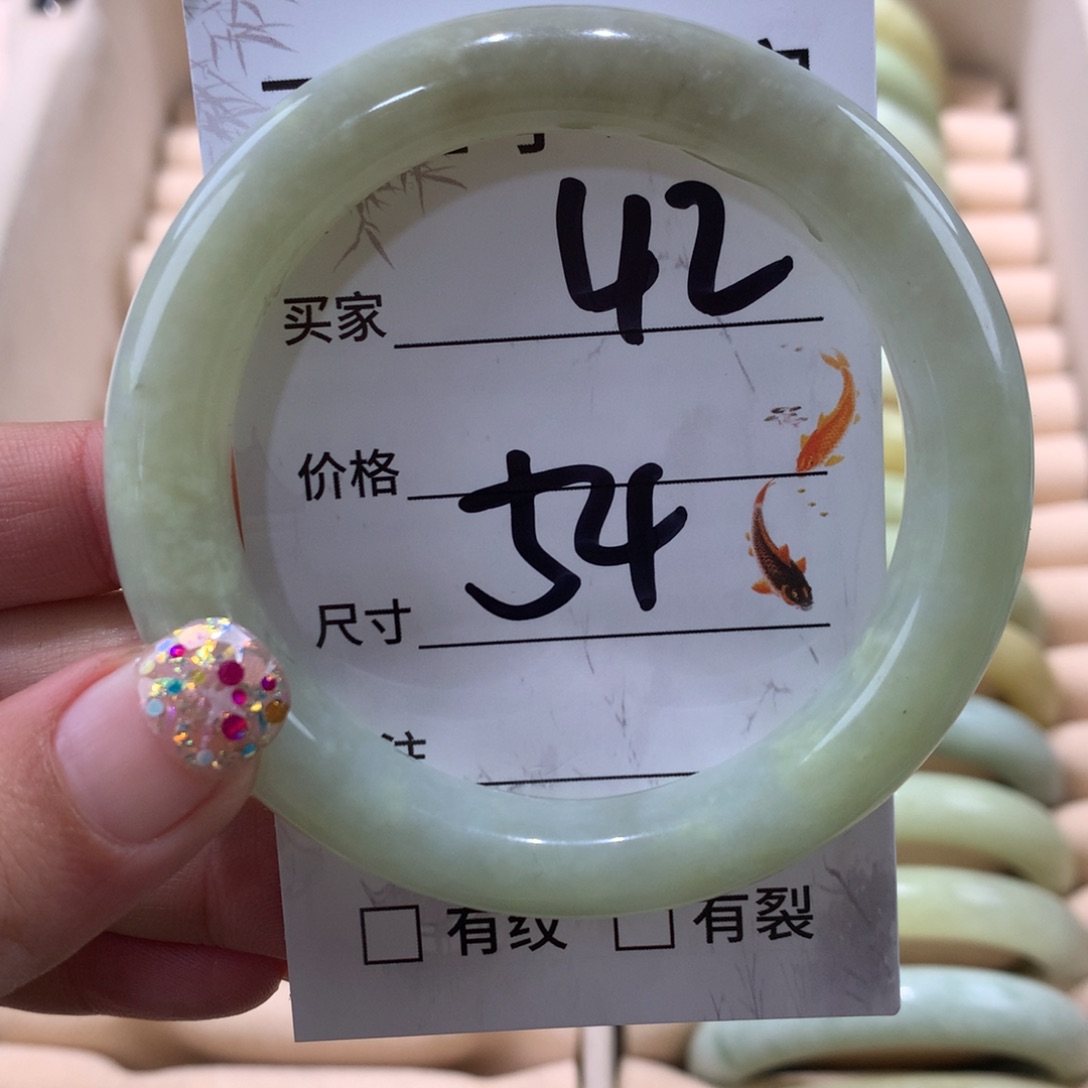 买家 42
价格
尺寸 54
有纹 有裂